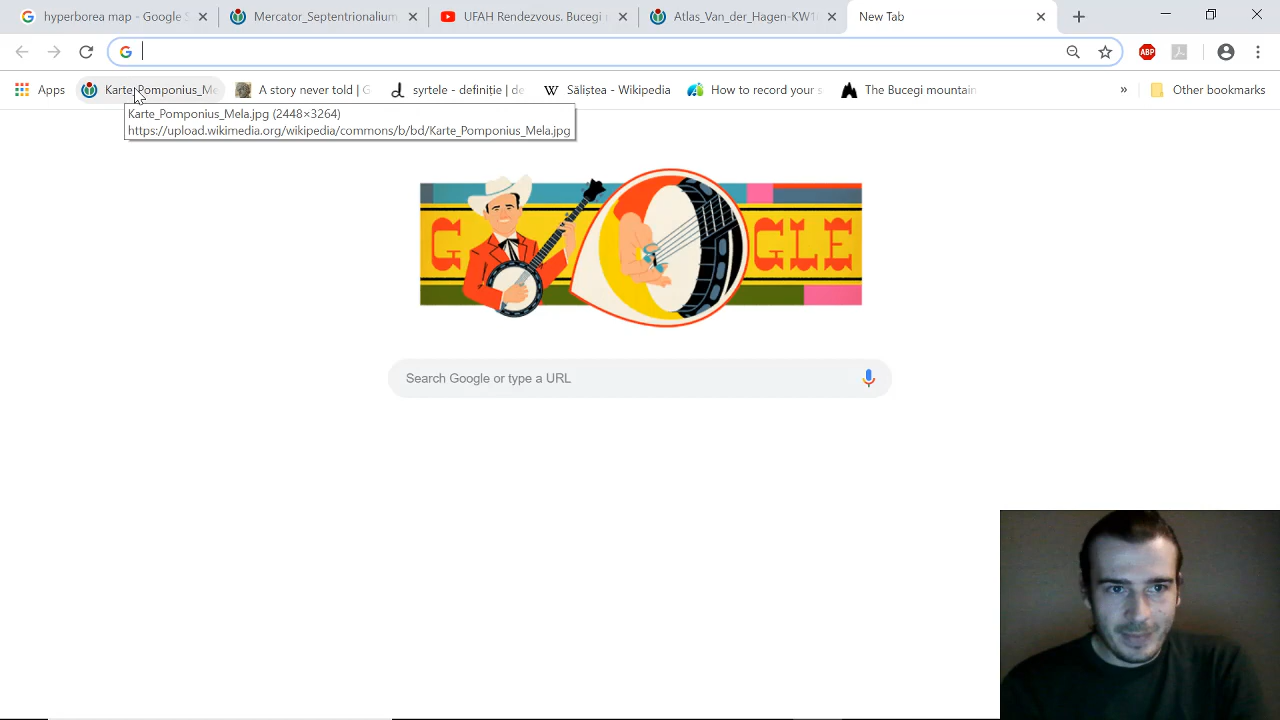 hyperborea map - Google S
Mercator_Septentrionalium
UFAH Rendezvous. Bucegi
Atlas_Van_der_Hagen-KW1
New Tab
Apps
Karte_Pomponius_Me
A story never told | G
syrtele - definiție | de
Săliștea - Wikipedia
How to record your s
The Bucegi mountain
»
Other bookmarks
Karte_Pomponius_Mela.jpg (2448×3264)
https://upload.wikimedia.org/wikipedia/commons/b/bd/Karte_Pomponius_Mela.jpg
ABP
G GLE
Search Google or type a URL